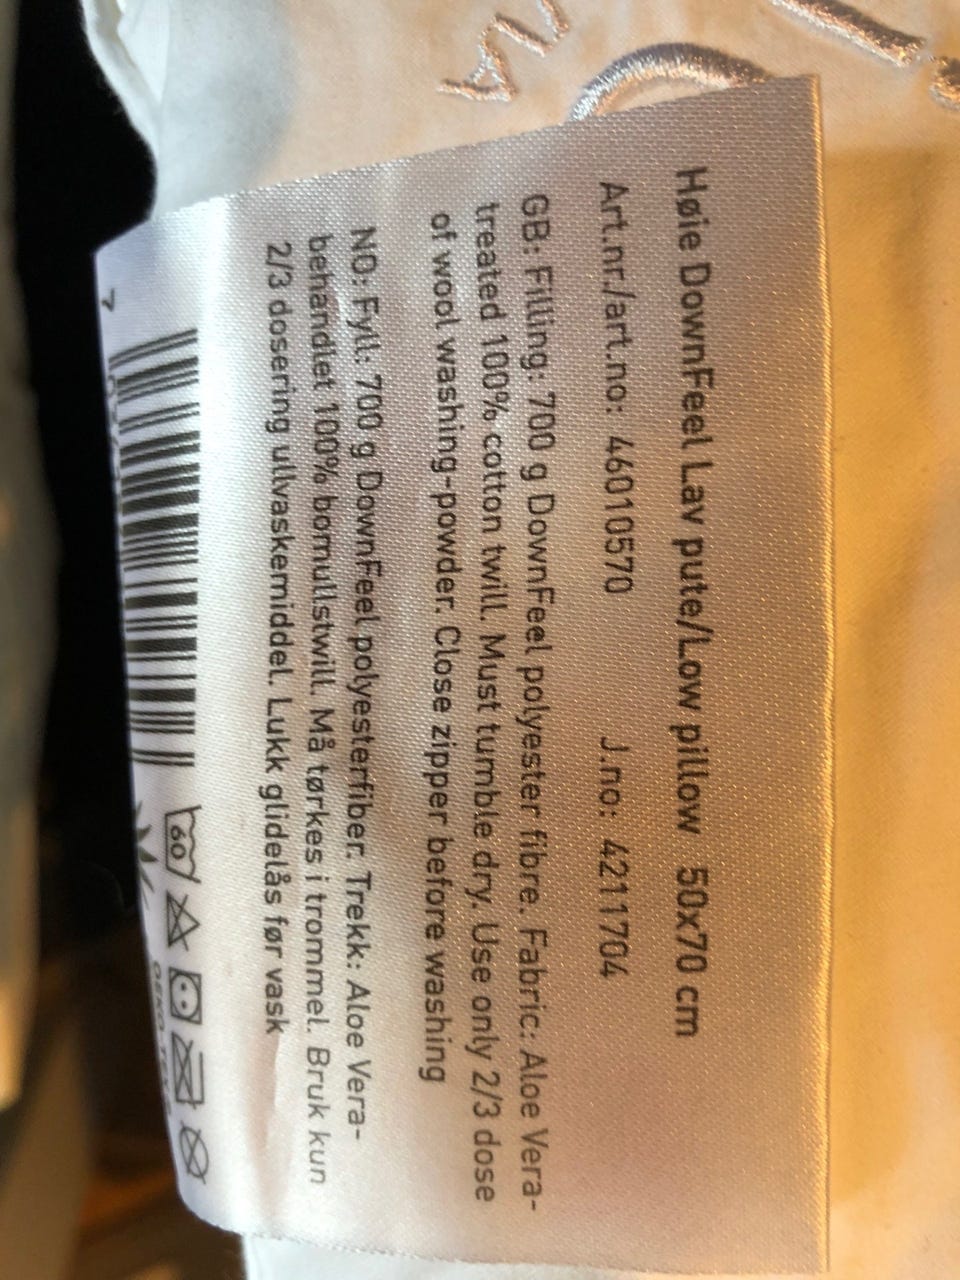 Høie DownFeel Lav pute/Low pillow 50x70 cm
Art.nr./art.no: 46010570 J.no: 4211704
GB: Filling: 700 g DownFeel polyester fibre. Fabric: Aloe Vera-
treated 100% cotton twill. Must tumble dry. Use only 2/3 dose
of wool washing-powder. Close zipper before washing
NO: Fyll: 700 g DownFeel polyesterfiber. Trekk: Aloe Vera-
behandlet 100% bomullstwill. Må tørkes i trommel. Bruk kun
2/3 dosering ullvaskemiddel. Lukk glidelås før vask
60
7